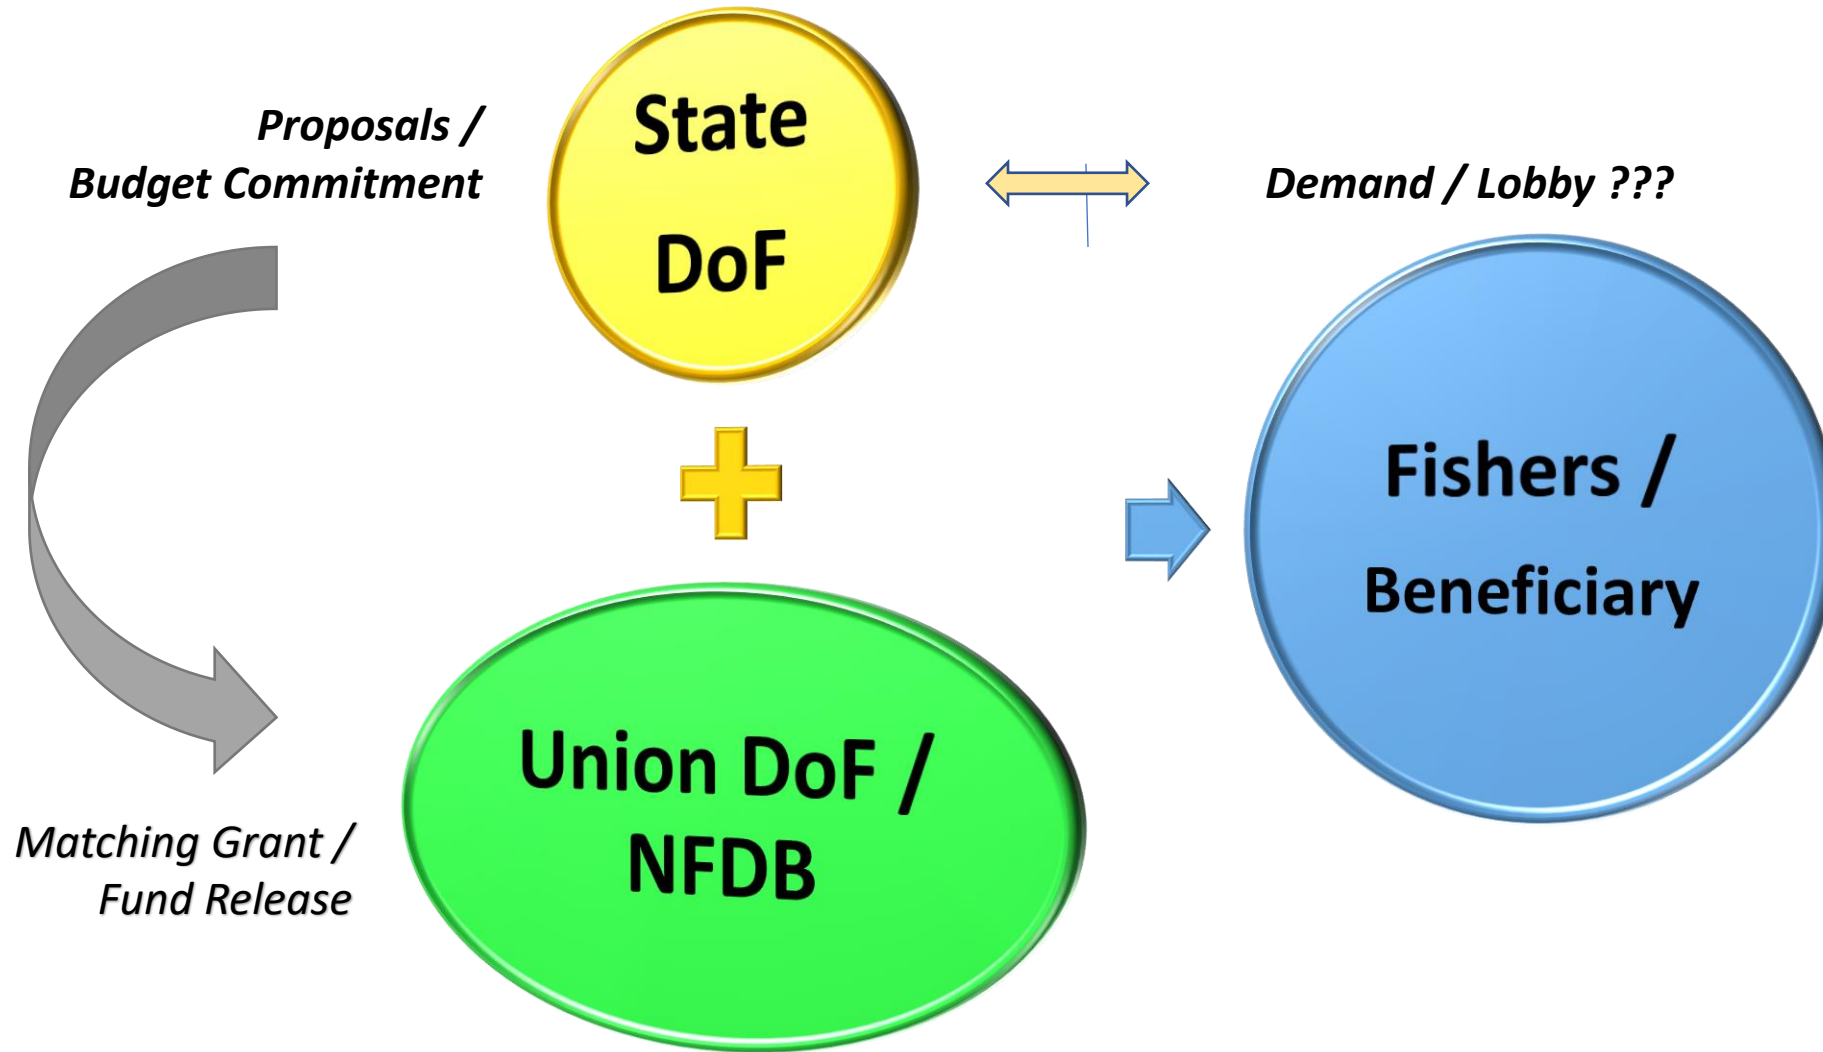 Proposals /
Budget Commitment
State
DoF
Demand / Lobby ???
Fishers /
Beneficiary
Union DoF /
NFDB
Matching Grant /
Fund Release